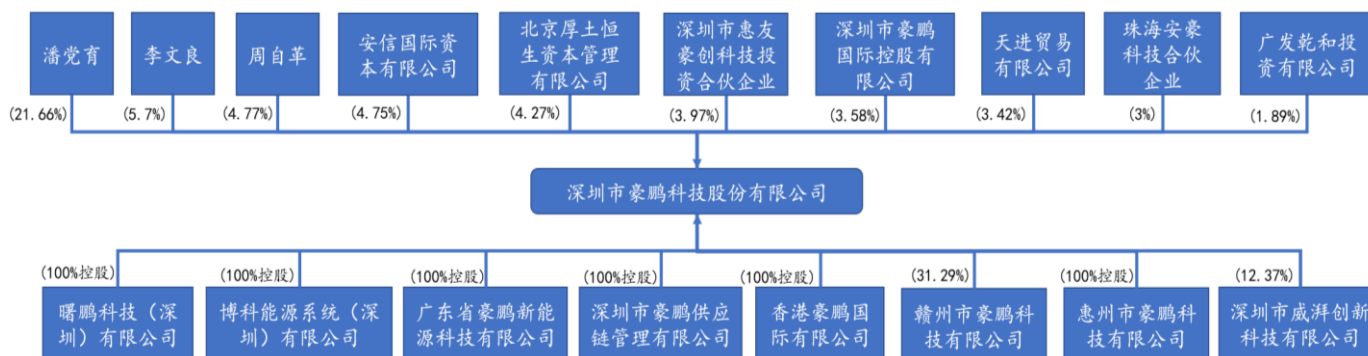 潘党育
李文良
周自革
安信国际资
本有限公司
北京厚土恒
生资本管理
有限公司
深圳市惠友
豪创科技投
资合伙企业
深圳市豪鹏
国际控股有
限公司
天进贸易
有限公司
珠海安豪
科技合伙
企业
广发乾和投
资有限公司
(21.66%)
(5.7%)
(4.77%)
(4.75%)
(4.27%)
(3.97%)
(3.58%)
(3.42%)
(3%)
(1.89%)
深圳市豪鹏科技股份有限公司
(100%控股)
(100%控股)
(100%控股)
(100%控股)
(100%控股)
(31.29%)
(100%控股)
(12.37%)
曙鹏科技（深
圳）有限公司
博科能源系统（深
圳）有限公司
广东省豪鹏新能
源科技有限公司
深圳市豪鹏供应
链管理有限公司
香港豪鹏国
际有限公司
赣州市豪鹏科
技有限公司
惠州市豪鹏科
技有限公司
深圳市威湃创新
科技有限公司